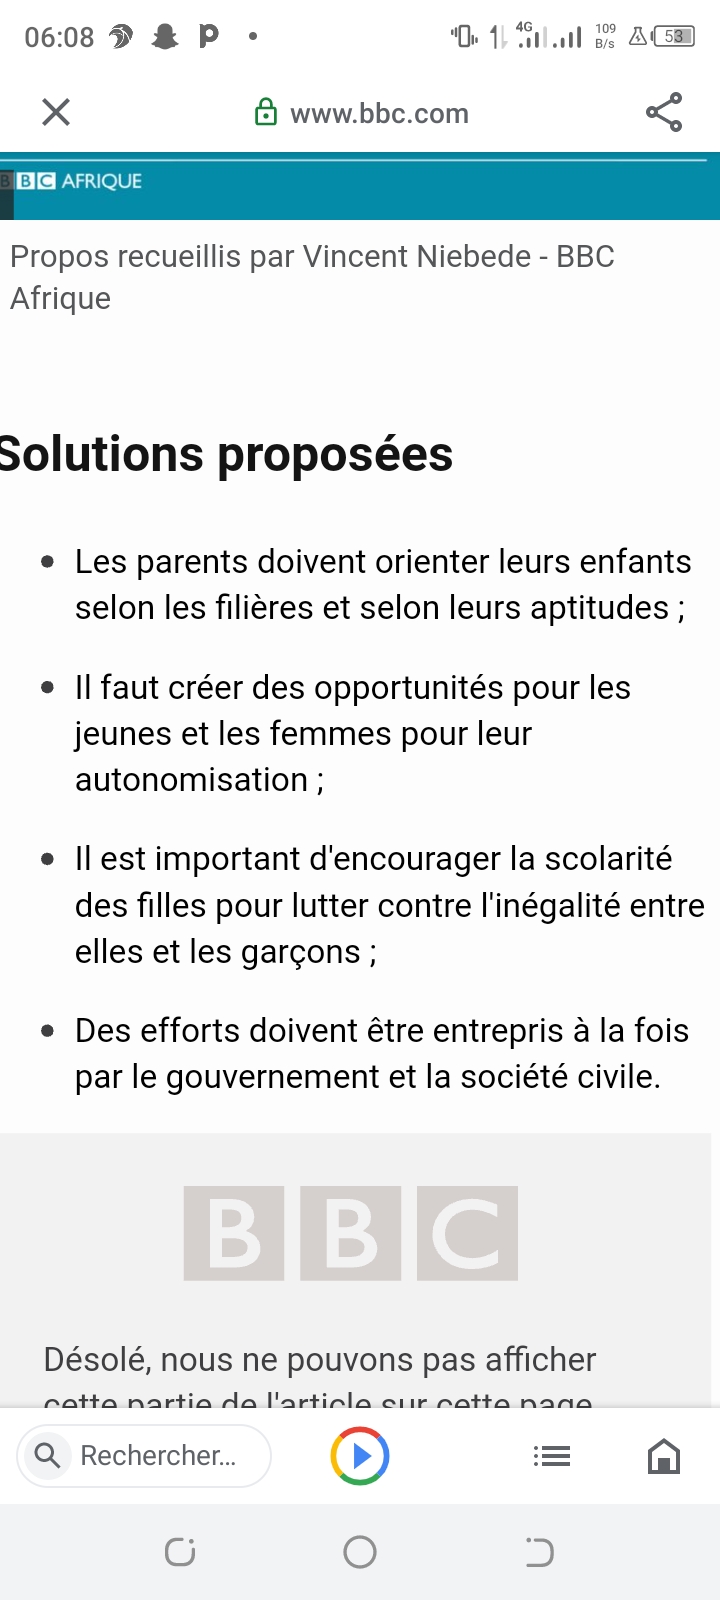 06:08
4G
109
B/s
53
www.bbc.com
BBC AFRIQUE
Propos recueillis par Vincent Niebede - BBC
Afrique
Solutions proposées
Les parents doivent orienter leurs enfants
selon les filières et selon leurs aptitudes ;
Il faut créer des opportunités pour les
jeunes et les femmes pour leur
autonomisation ;
Il est important d'encourager la scolarité
des filles pour lutter contre l'inégalité entre
elles et les garçons ;
Des efforts doivent être entrepris à la fois
par le gouvernement et la société civile.
BBC
Désolé, nous ne pouvons pas afficher
cette partie de l'article sur cette page
Rechercher...